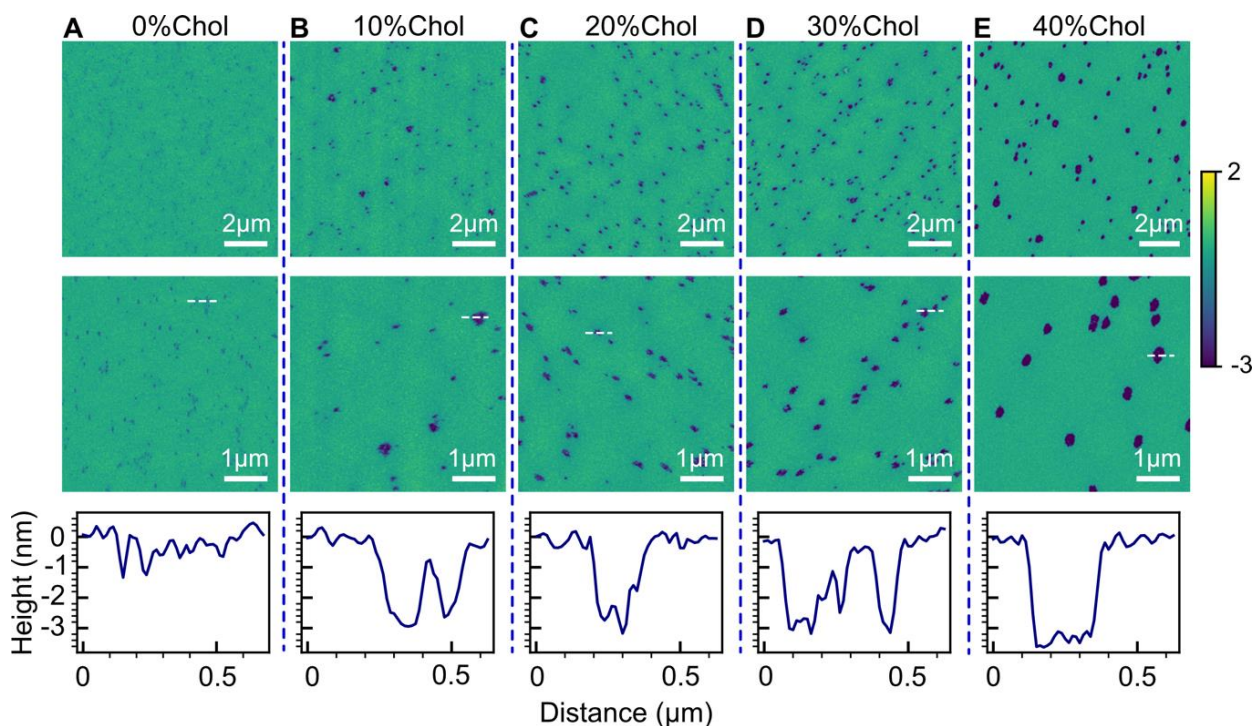 A 0%Chol B 10%Chol C 20%Chol D 30%Chol E 40%Chol
2μm 2μm 2μm 2μm 2μm
2
-3
1μm 1μm 1μm 1μm 1μm
Height (nm)
0
-1
-2
-3
0 0.5 0 0.5 0 0.5 0 0.5 0 0.5
Distance (μm)